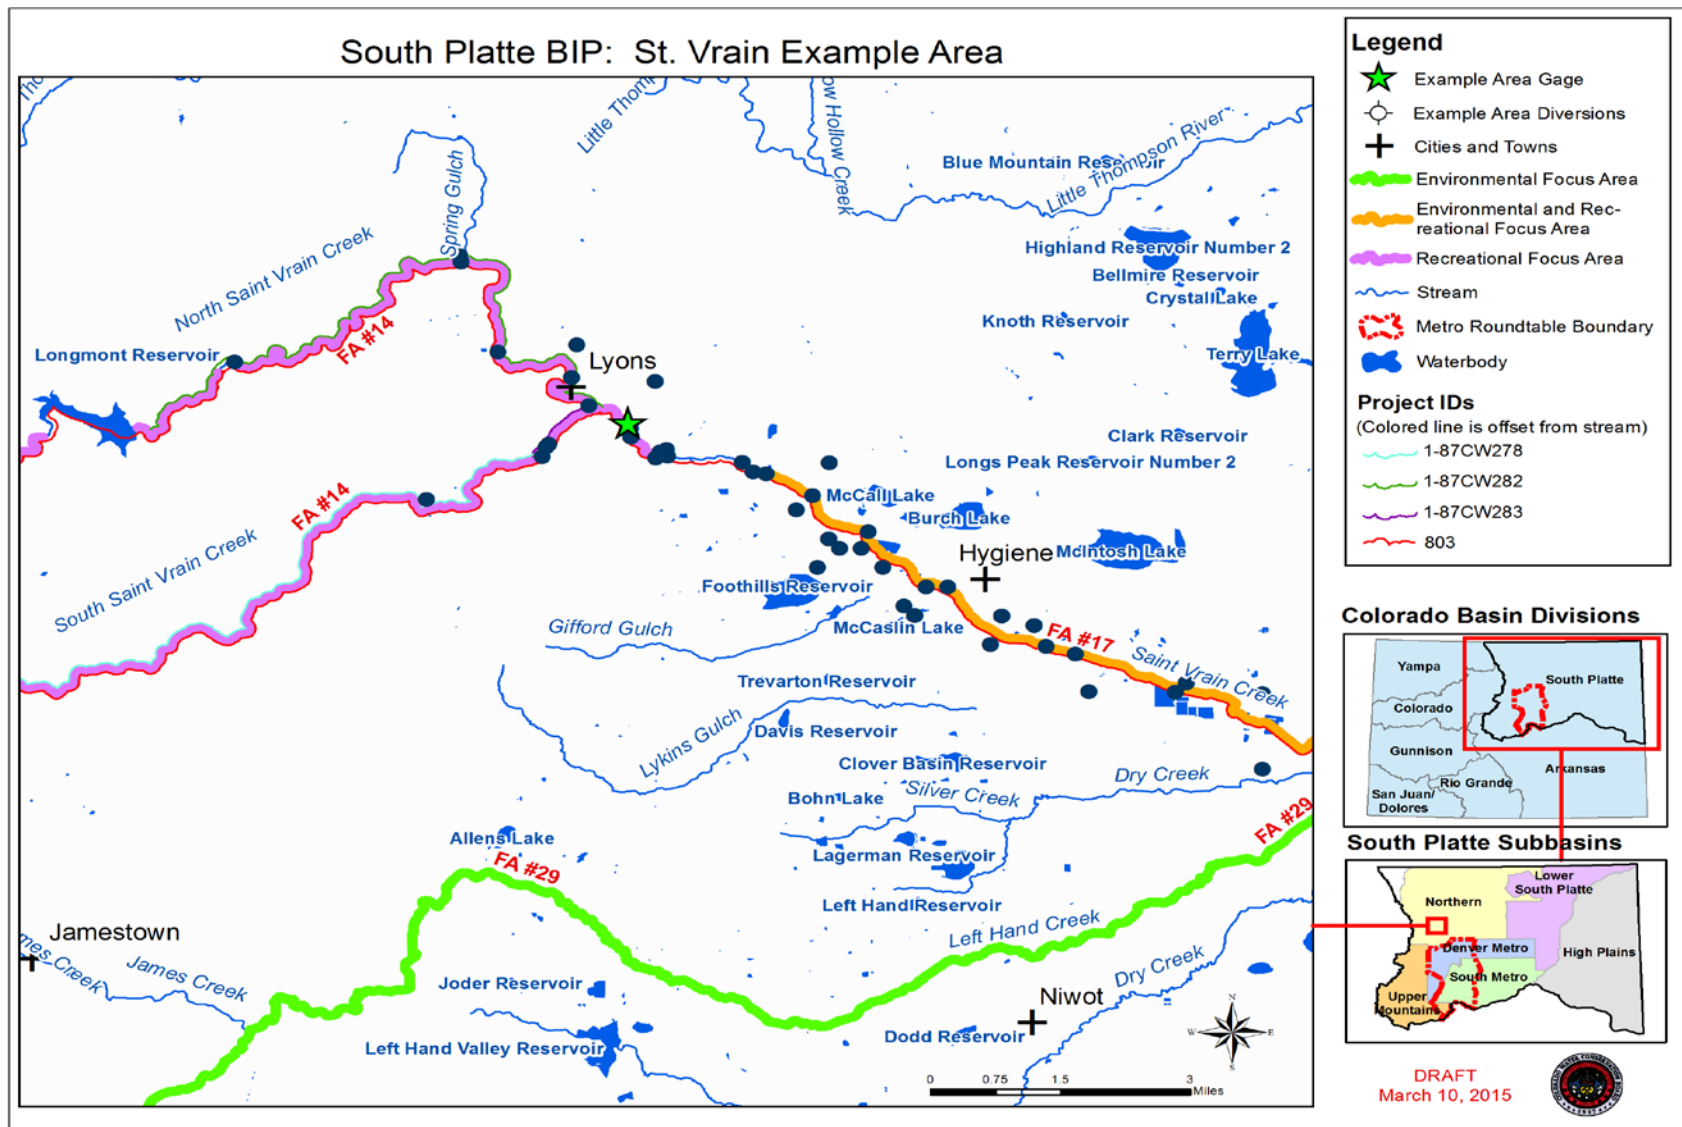 South Platte BIP:  St. Vrain Example Area
Little Thomp
Hollow Creek
Little Thompson River
Blue Mountain Reservoir
Spring Gulch
North Saint Vrain Creek
Highland Reservoir Number 2
Bellmire Reservoir
Crystal Lake
Knoth Reservoir
Terry Lake
FA #14
Longmont Reservoir
Lyons
Clark Reservoir
Longs Peak Reservoir Number 2
FA #14
McCall Lake
Burch Lake
Hygiene
McIntosh Lake
South Saint Vrain Creek
Foothills Reservoir
Gifford Gulch
McCaslin Lake
FA #17
Saint Vrain Creek
Trevarton Reservoir
Lykins Gulch
Davis Reservoir
Clover Basin Reservoir
Dry Creek
Silver Creek
Bohn Lake
FA #29
Allens Lake
FA #29
Lagerman Reservoir
Left Hand Reservoir
Left Hand Creek
Jamestown
mes Creek
James Creek
Joder Reservoir
Dry Creek
Niwot
Dodd Reservoir
Left Hand Valley Reservoir
N
W
E
S
0
0.75
1.5
3
Miles
Legend
Example Area Gage
Example Area Diversions
Cities and Towns
Environmental Focus Area
Environmental and Rec-
reational Focus Area
Recreational Focus Area
Stream
Metro Roundtable Boundary
Waterbody
Project IDs
(Colored line is offset from stream)
1-87CW278
1-87CW282
1-87CW283
803
Colorado Basin Divisions
Yampa
South Platte
Colorado
Gunnison
Arkansas
Rio Grande
San Juan/
Dolores
South Platte Subbasins
Lower
South Platte
Northern
Denver Metro
High Plains
South Metro
Upper
Mountains
DRAFT
March 10, 2015